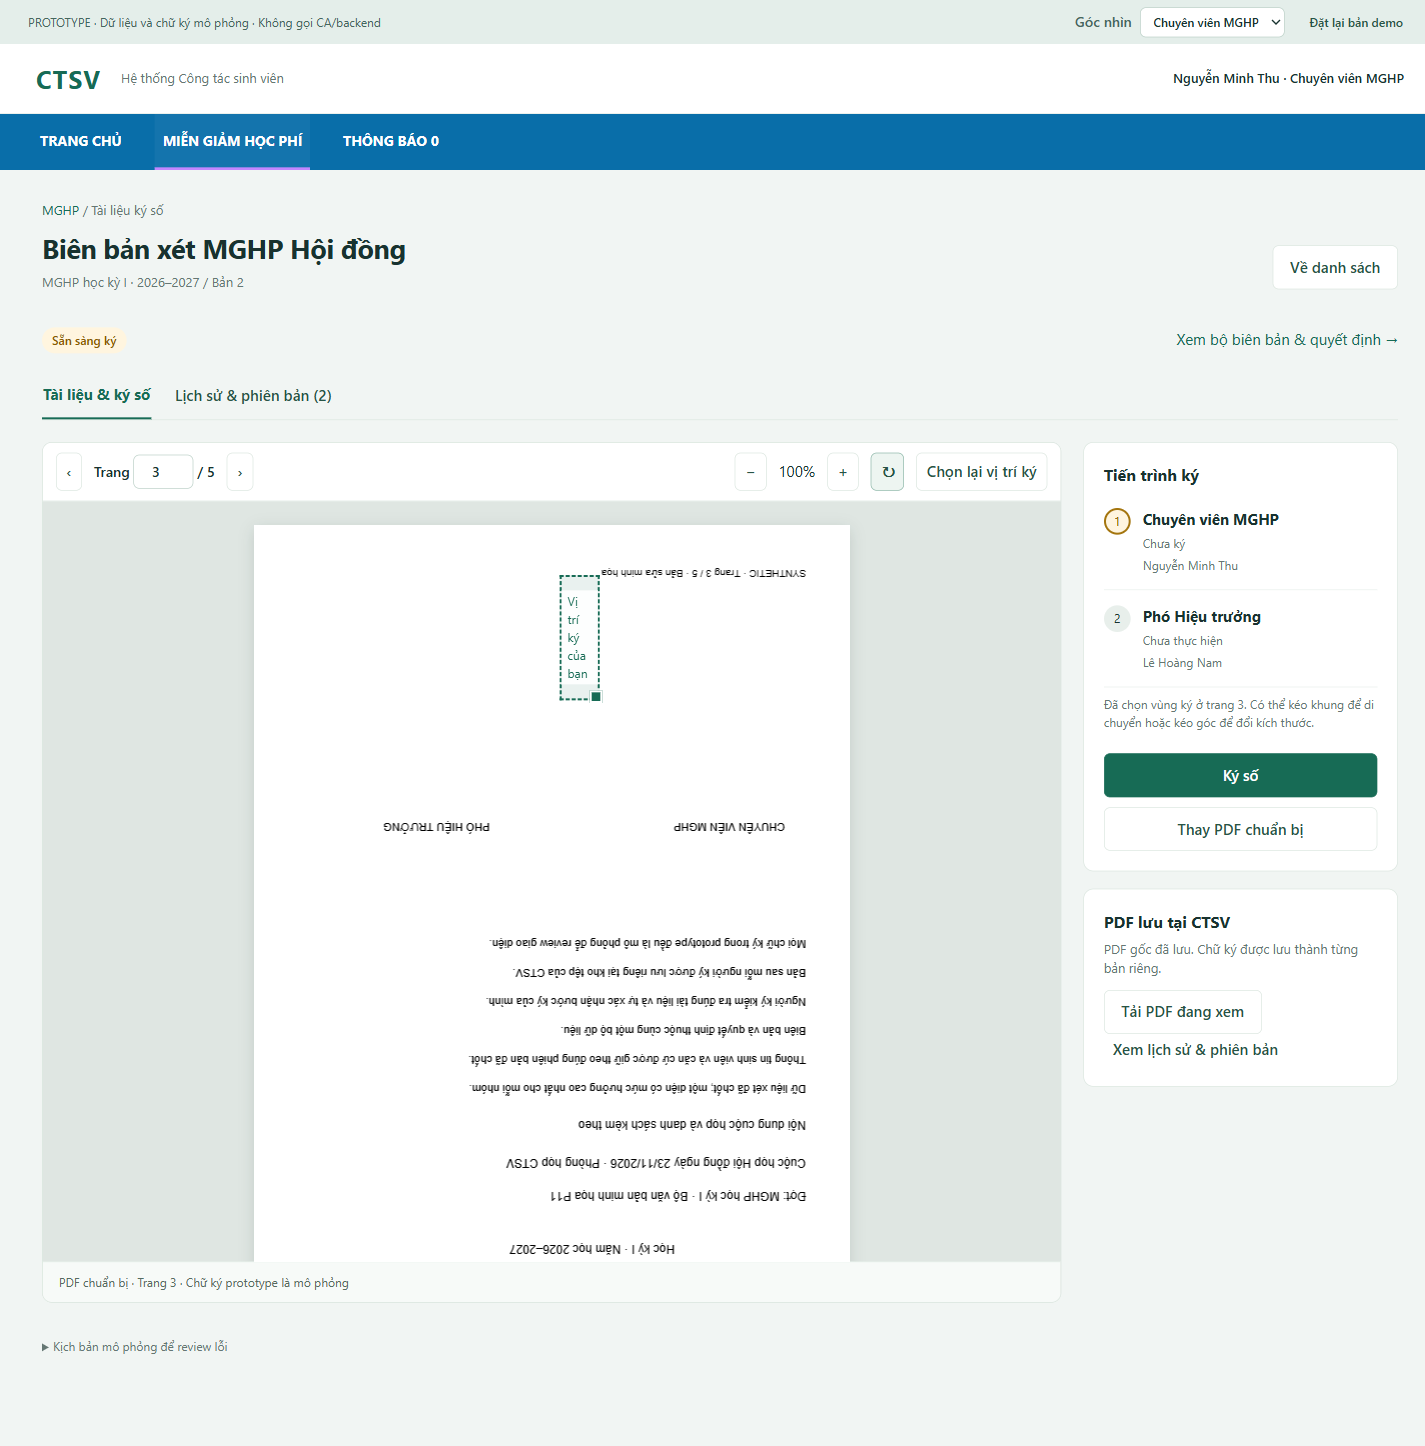 PROTOTYPE · Dữ liệu và chữ ký mô phỏng · Không gọi CA/backend
Góc nhìn
Chuyên viên MGHP
Đặt lại bản demo
CTSV
Hệ thống Công tác sinh viên
Nguyễn Minh Thu · Chuyên viên MGHP
TRANG CHỦ
MIỄN GIẢM HỌC PHÍ
THÔNG BÁO 0
MGHP / Tài liệu ký số
Biên bản xét MGHP Hội đồng
MGHP học kỳ I · 2026–2027 / Bản 2
Về danh sách
Sẵn sàng ký
Xem bộ biên bản & quyết định →
Tài liệu & ký số
Lịch sử & phiên bản (2)
‹
Trang 3 / 5
›
−
100%
+
↻
Chọn lại vị trí ký
SYNTHETIC · Trang 3 / 5 · Bản sửa minh họa
Vị
trí
ký
của
bạn
CHUYÊN VIÊN MGHP
PHÓ HIỆU TRƯỞNG
Mọi chữ ký trong prototype đều là mô phỏng để review giao diện.
Bản sau mỗi người ký được lưu riêng tại kho tệp của CTSV.
Người ký kiểm tra đúng tài liệu và tự xác nhận bước ký của mình.
Biên bản và quyết định thuộc cùng một bộ dữ liệu.
Thông tin sinh viên và căn cứ được giữ theo đúng phiên bản đã chốt.
Dữ liệu xét đã chốt; một diện có mức hưởng cao nhất cho mỗi nhóm.
Nội dung cuộc họp và danh sách kèm theo
Cuộc họp Hội đồng ngày 23/11/2026 · Phòng họp CTSV
Đợt: MGHP học kỳ I · Bộ văn bản minh họa P11
Học kỳ I · Năm học 2026–2027
PDF chuẩn bị · Trang 3 · Chữ ký prototype là mô phỏng
Tiến trình ký
1
Chuyên viên MGHP
Chưa ký
Nguyễn Minh Thu
2
Phó Hiệu trưởng
Chưa thực hiện
Lê Hoàng Nam
Đã chọn vùng ký ở trang 3. Có thể kéo khung để di
chuyển hoặc kéo góc để đổi kích thước.
Ký số
Thay PDF chuẩn bị
PDF lưu tại CTSV
PDF gốc đã lưu. Chữ ký được lưu thành từng
bản riêng.
Tải PDF đang xem
Xem lịch sử & phiên bản
▶ Kịch bản mô phỏng để review lỗi